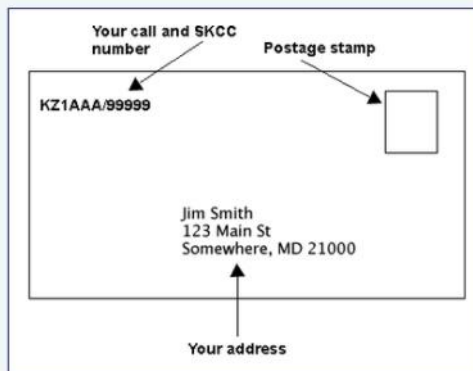 Your call and SKCC
number
Postage stamp
KZ1AAA/99999
Jim Smith
123 Main St
Somewhere, MD 21000
Your address